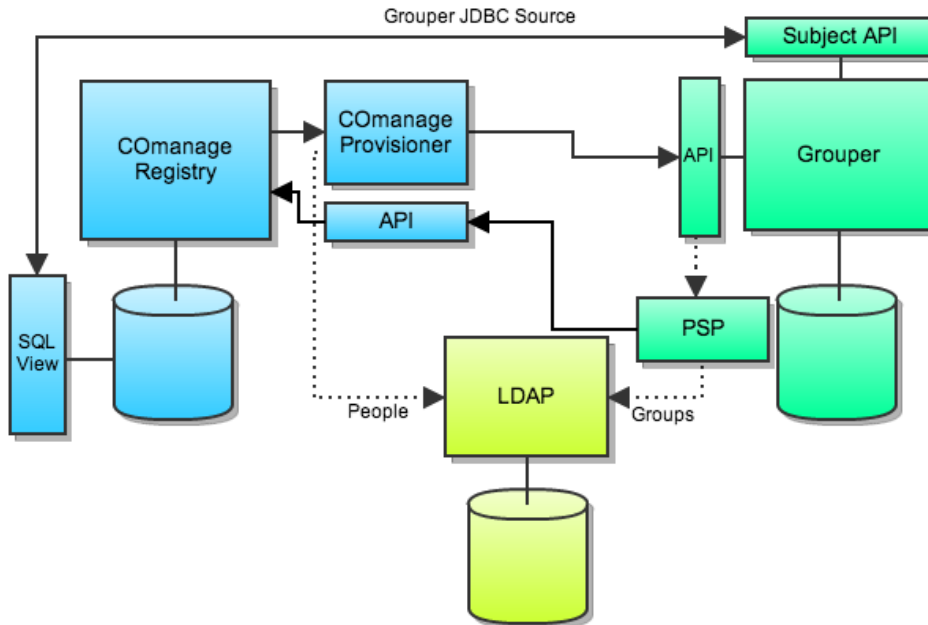 Grouper JDBC Source
Subject API
COmanage
Registry
COmanage
Provisioner
API
Grouper
API
SQL
View
PSP
LDAP
People
Groups